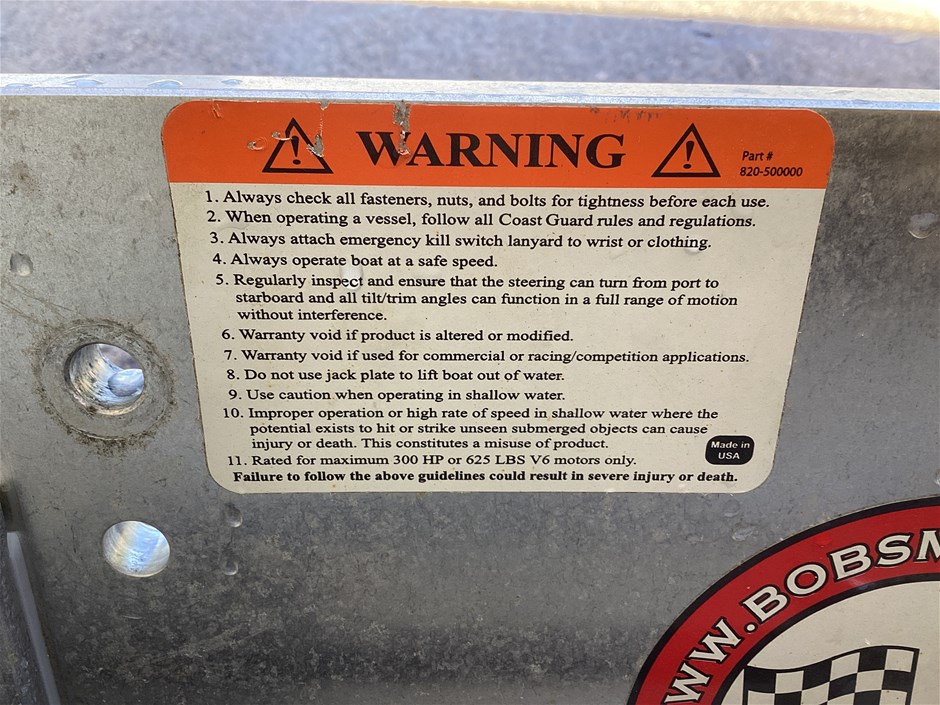 WARNING
Part #
820-500000
1. Always check all fasteners, nuts, and bolts for tightness before each use.
2. When operating a vessel, follow all Coast Guard rules and regulations.
3. Always attach emergency kill switch lanyard to wrist or clothing.
4. Always operate boat at a safe speed.
5. Regularly inspect and ensure that the steering can turn from port to
starboard and all tilt/trim angles can function in a full range of motion
without interference.
6. Warranty void if product is altered or modified.
7. Warranty void if used for commercial or racing/competition applications.
8. Do not use jack plate to lift boat out of water.
9. Use caution when operating in shallow water.
10. Improper operation or high rate of speed in shallow water where the
potential exists to hit or strike unseen submerged objects can cause
injury or death. This constitutes a misuse of product.
11. Rated for maximum 300 HP or 625 LBS V6 motors only.
Failure to follow the above guidelines could result in severe injury or death.
Made in
USA
WW.BOBSM